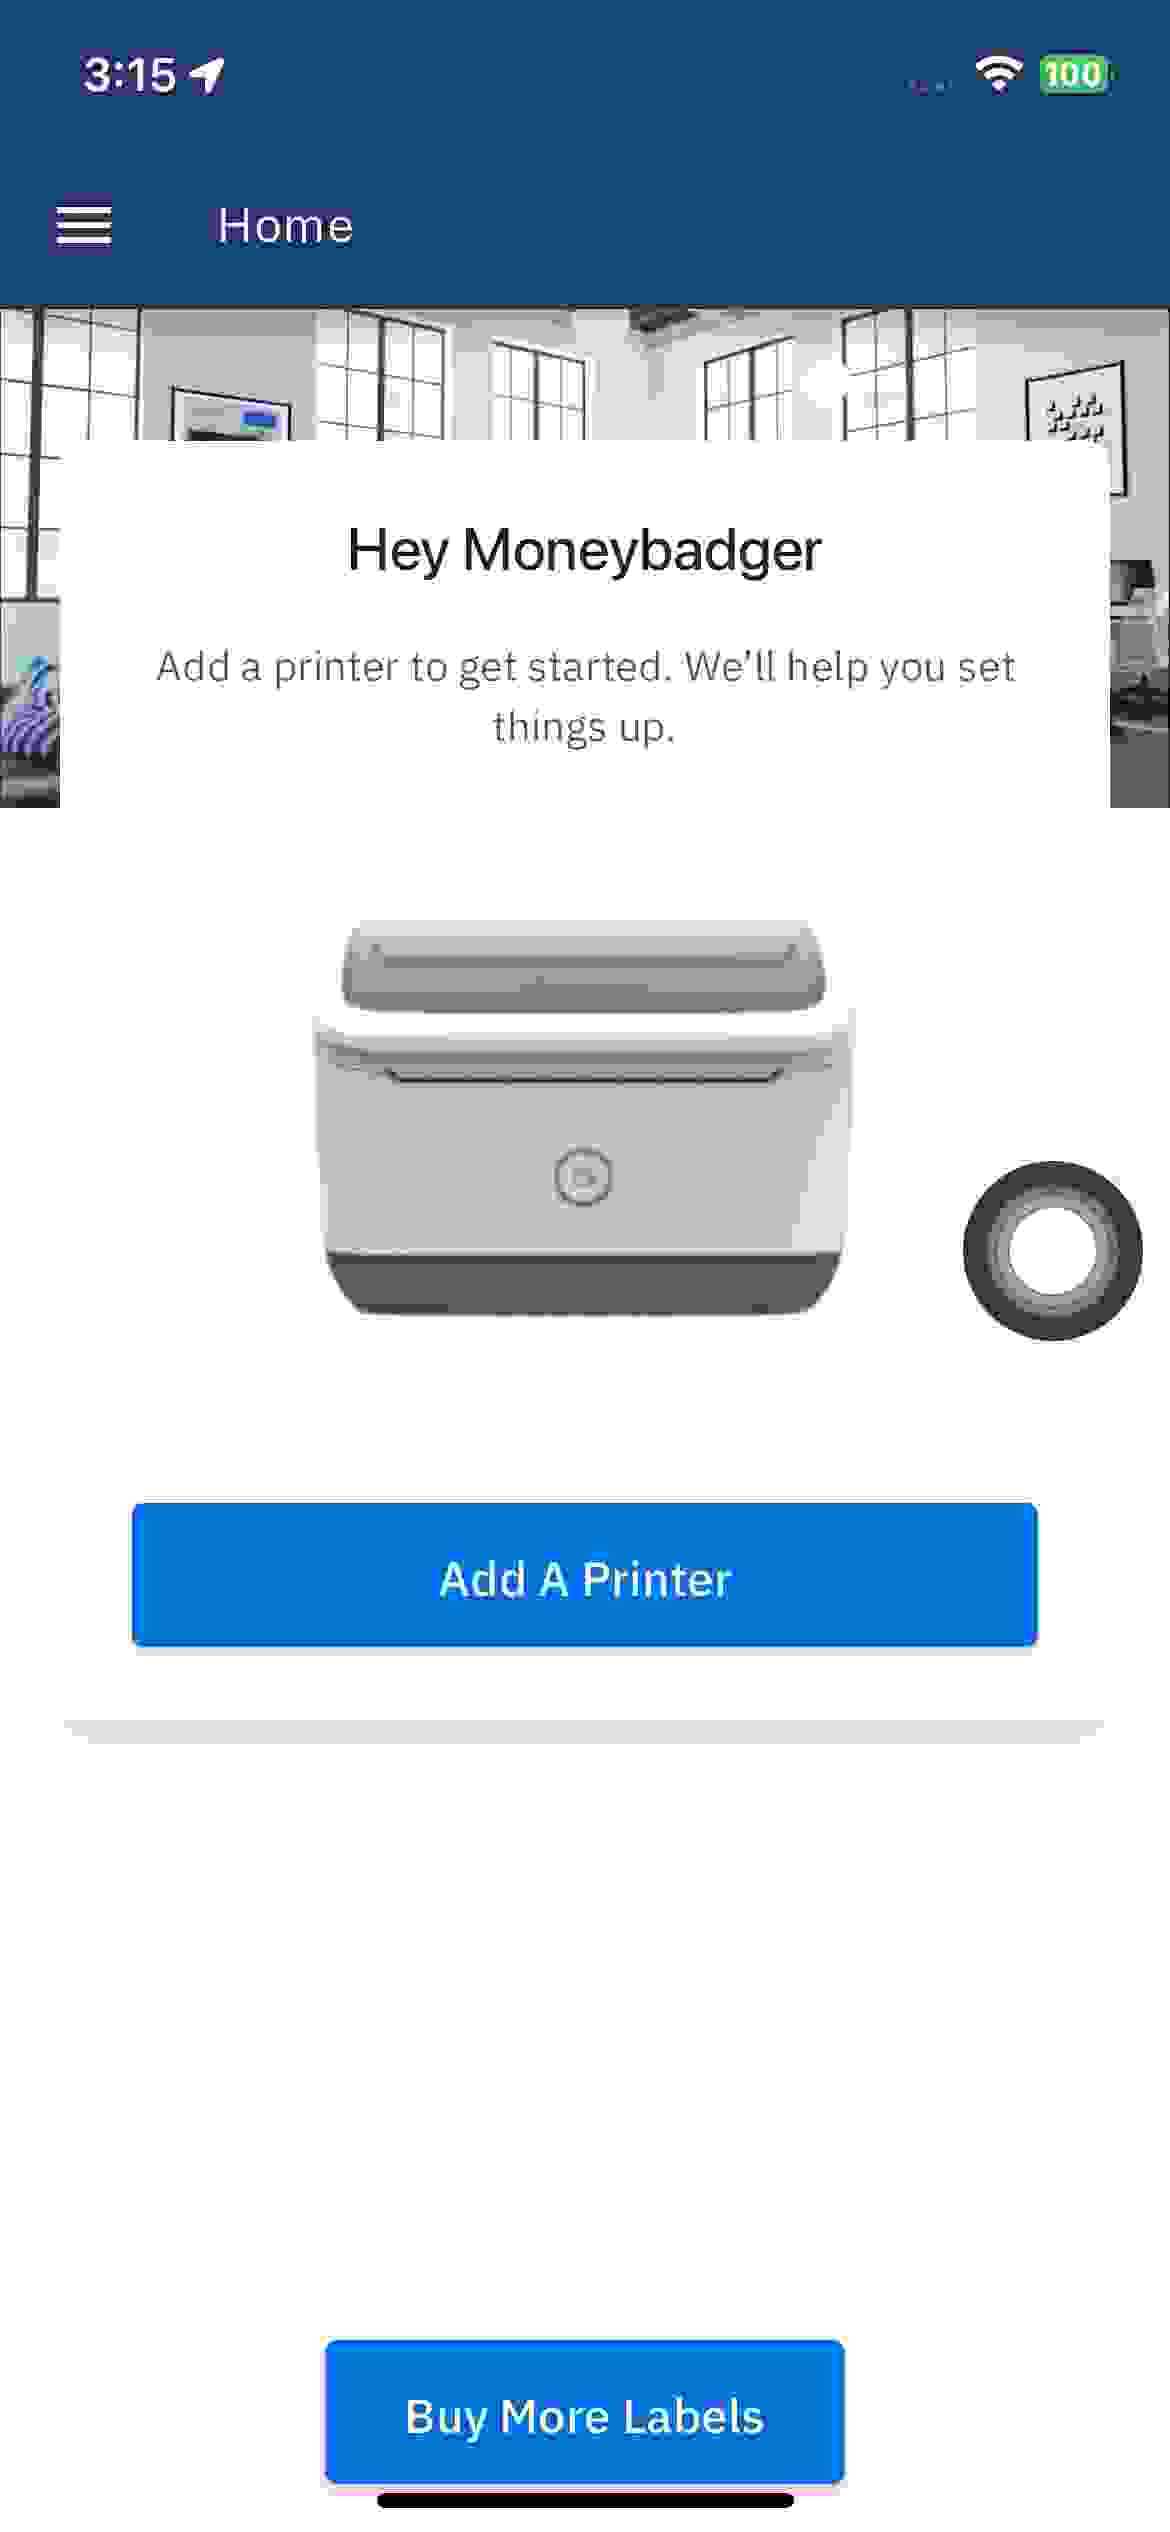 3:15
100
Home
Hey Moneybadger
Add a printer to get started. We'll help you set
things up.
Add A Printer
Buy More Labels